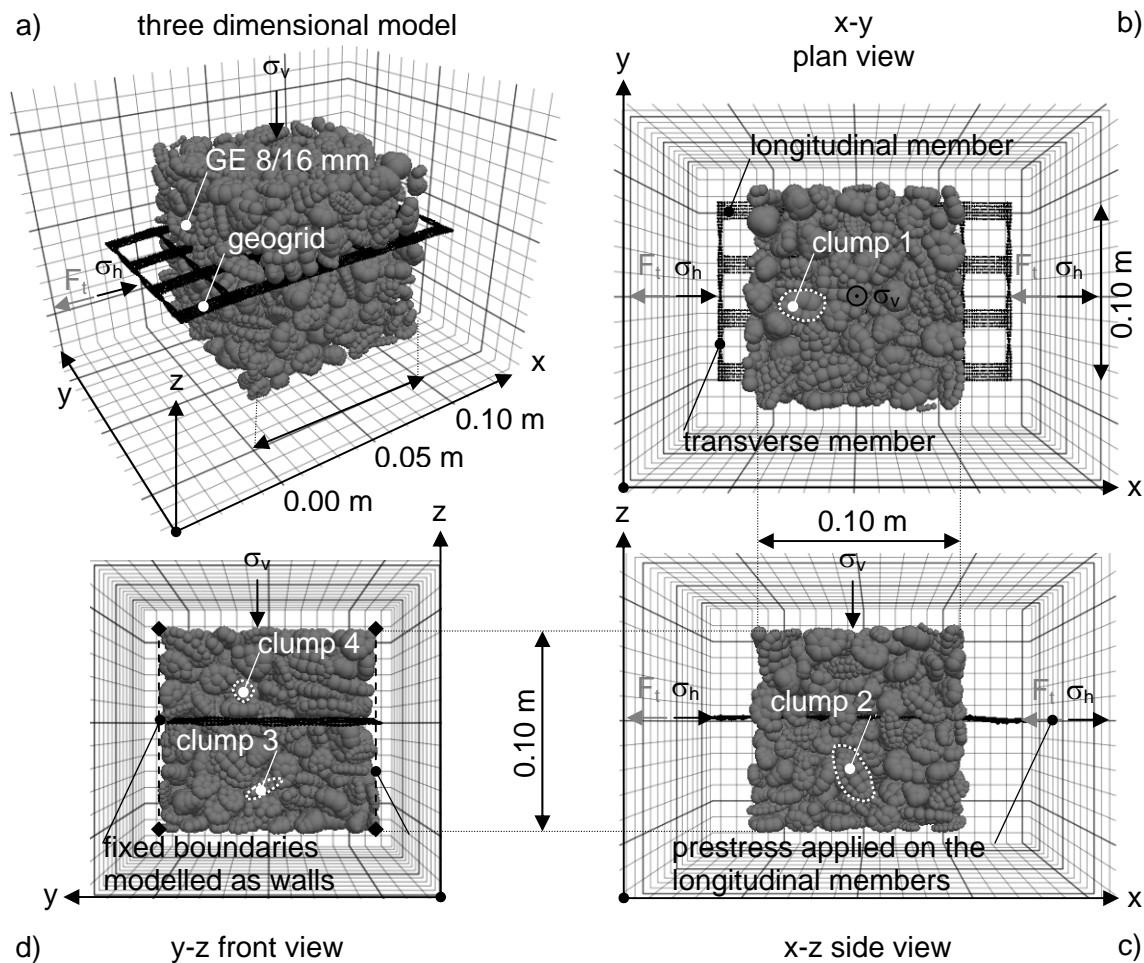 a)
three dimensional model
σv
GE 8/16 mm
geogrid
Ft
σh
y
z
x
0.10 m
0.05 m
0.00 m
b)
x-y
plan view
y
longitudinal member
clump 1
Ft
σh
σv
Ft
σh
0.10 m
transverse member
x
0.10 m
z
σv
clump 4
clump 3
0.10 m
fixed boundaries
modelled as walls
y
d)
y-z front view
z
σv
Ft
σh
clump 2
Ft
σh
prestress applied on the
longitudinal members
x
x-z side view
c)